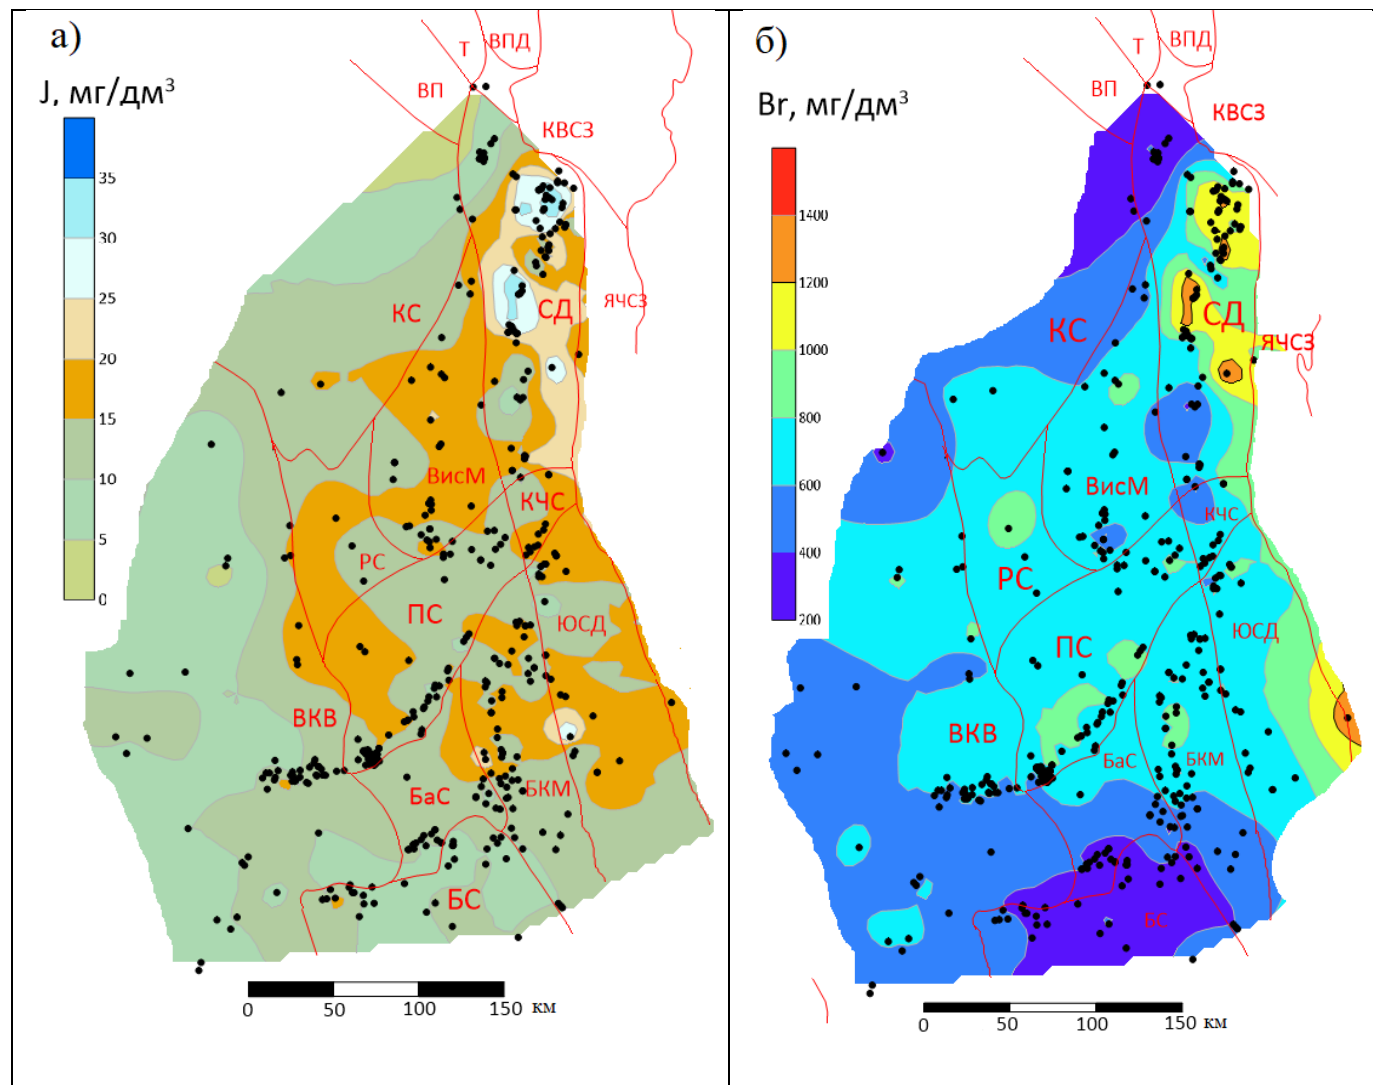 а)
Т
ВПД
J, мг/дм³
ВП
КВСЗ
35
30
25
20
15
10
5
0
ЯЧСЗ
КС
СД
ВисМ
КЧС
РС
ПС
ЮСД
ВКВ
БаС
БКМ
БС
0 50 100 150 км
б)
Т
ВПД
Br, мг/дм³
ВП
КВСЗ
1400
1200
1000
800
600
400
200
КС
СД
ЯЧСЗ
ВисМ
КЧС
РС
ПС
ЮСД
ВКВ
БаС
БКМ
БС
0 50 100 150 км